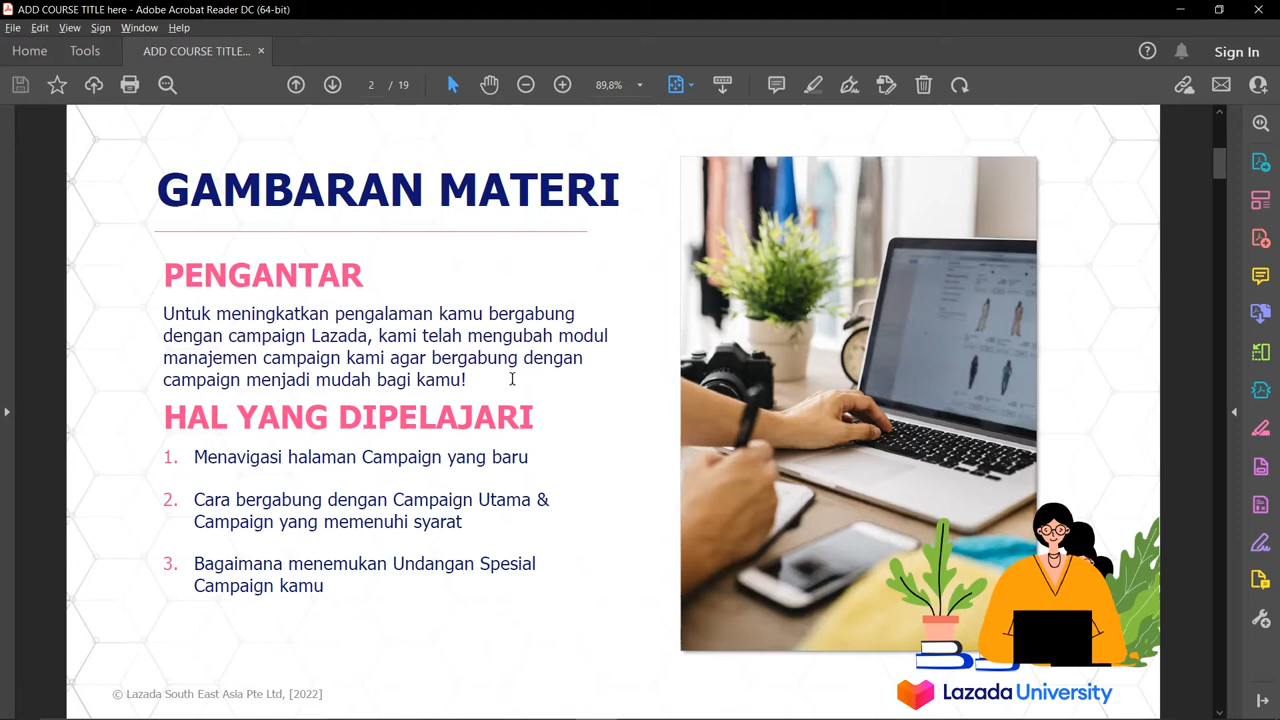 ADD COURSE TITLE here - Adobe Acrobat Reader DC (64-bit)
File Edit View Sign Window Help
Home Tools ADD COURSE TITLE... × Sign In
2 / 19 89,8%
GAMBARAN MATERI
PENGANTAR
Untuk meningkatkan pengalaman kamu bergabung
dengan campaign Lazada, kami telah mengubah modul
manajemen campaign kami agar bergabung dengan
campaign menjadi mudah bagi kamu!
HAL YANG DIPELAJARI
1. Menavigasi halaman Campaign yang baru
2. Cara bergabung dengan Campaign Utama &
Campaign yang memenuhi syarat
3. Bagaimana menemukan Undangan Spesial
Campaign kamu
© Lazada South East Asia Pte Ltd, [2022]
Lazada University